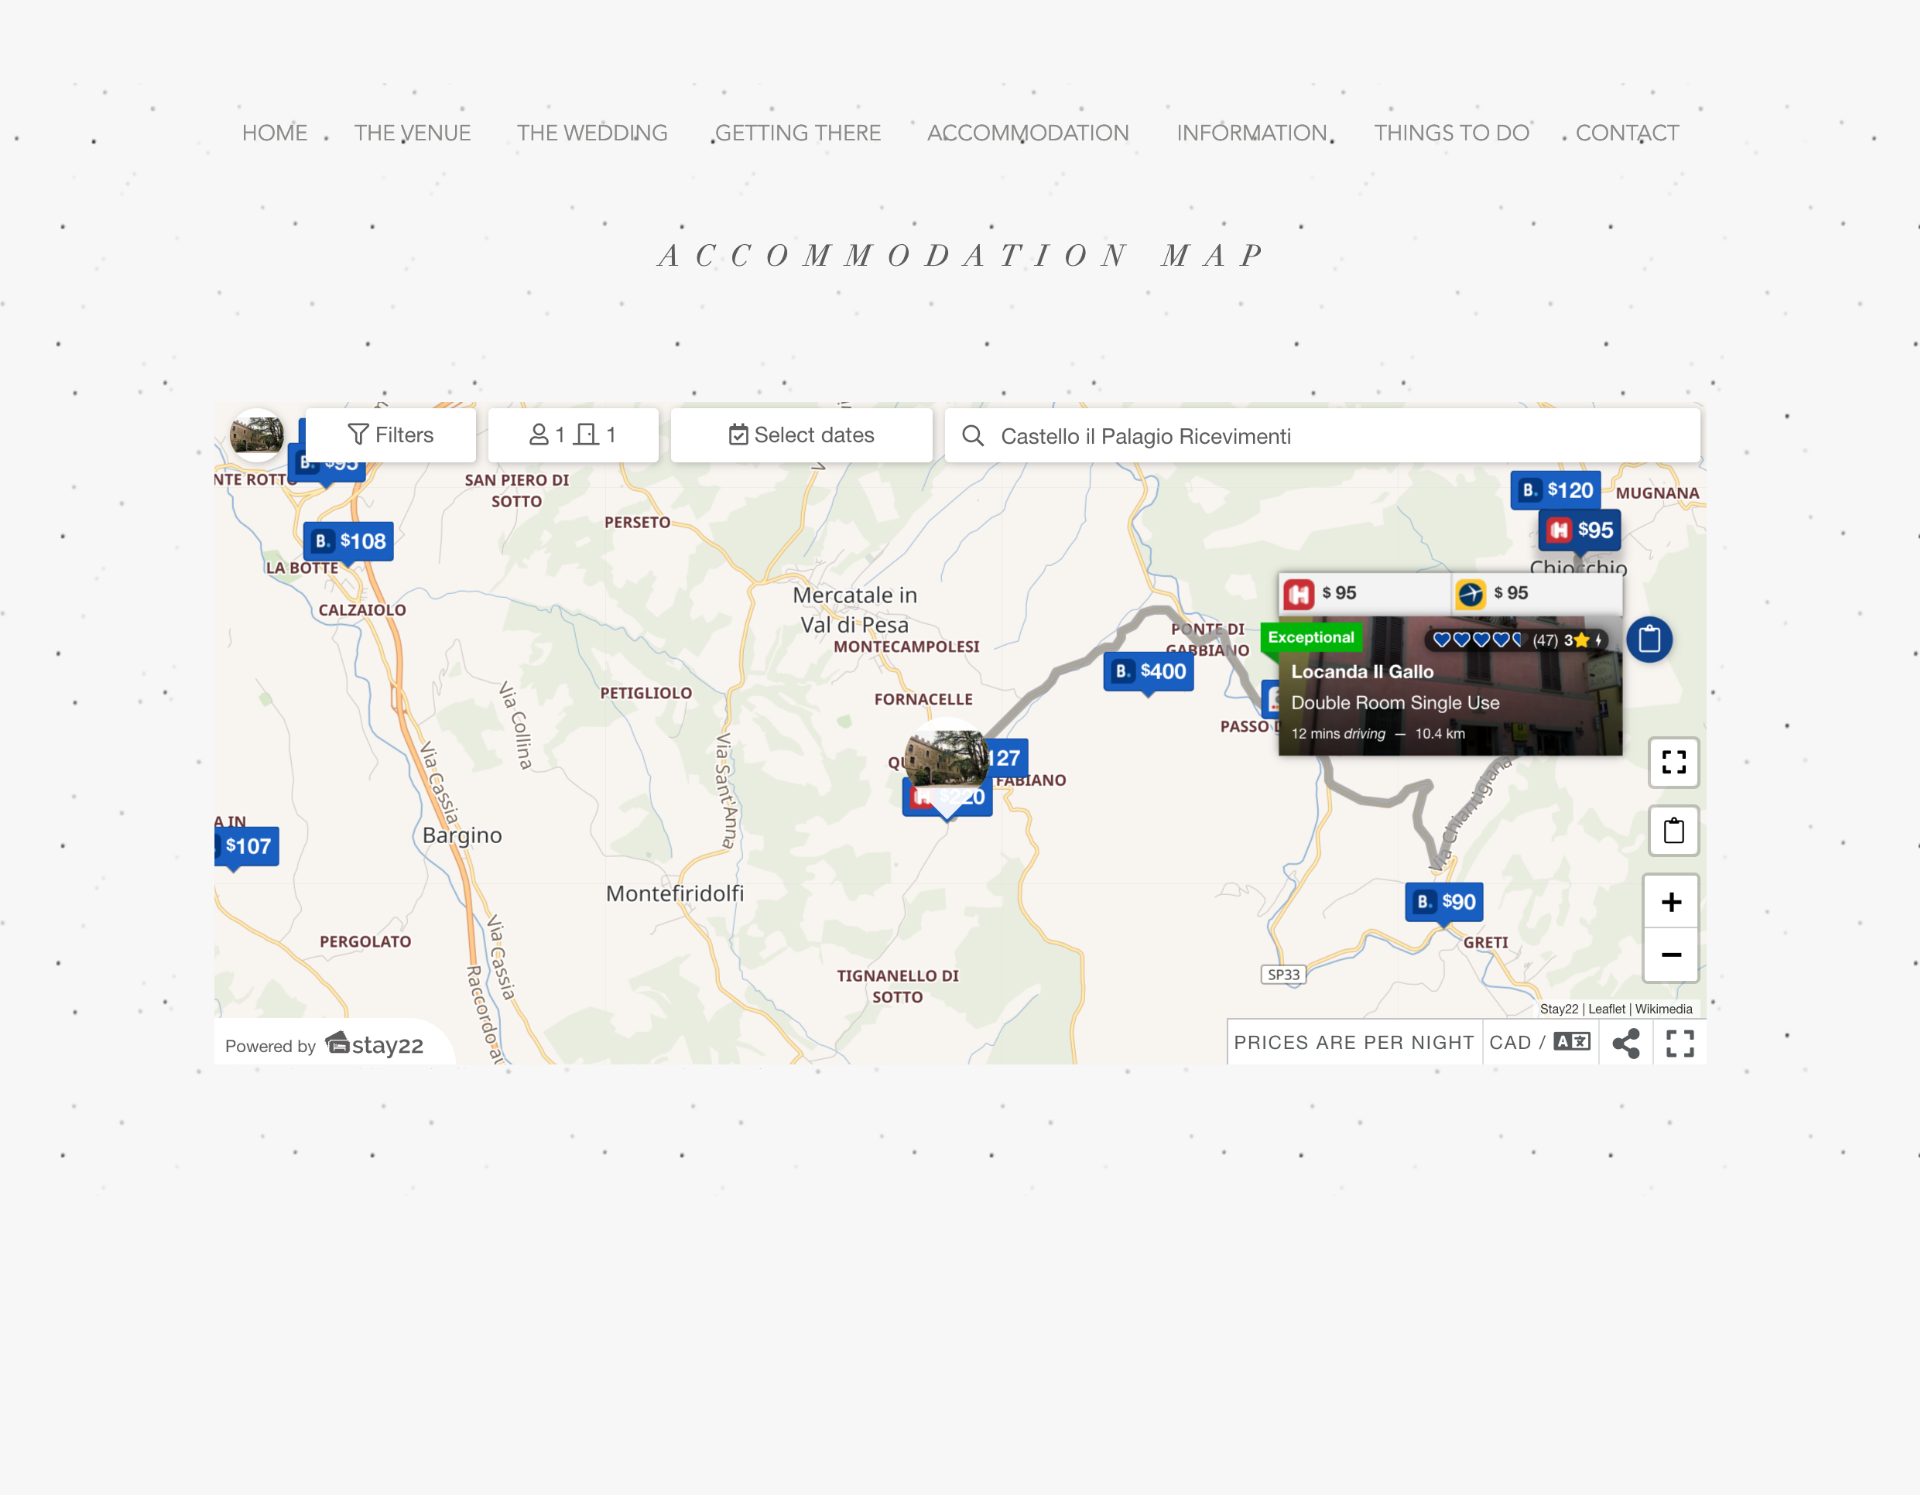 HOME THE VENUE THE WEDDING GETTING THERE ACCOMMODATION INFORMATION THINGS TO DO CONTACT
ACCOMMODATION MAP
Filters
1 1
Select dates
Castello il Palagio Ricevimenti
B. $95
NTE ROTTO
SAN PIERO DI
SOTTO
PERSETO
B. $120
MUGNANA
H $95
Chiocchio
B. $108
LA BOTTE
CALZAIOLO
Mercatale in
Val di Pesa
MONTECAMPOLESI
PETIGLIOLO
FORNACELLE
PONTE DI
GABBIANO
B. $400
PASSO
H $ 95
$ 95
Exceptional
(47) 3
Locanda Il Gallo
Double Room Single Use
12 mins driving — 10.4 km
Via Collina
Via Cassia
Via Sant'Anna
127
FABIANO
$220
Via Chiantigiana
A IN
$107
Bargino
Montefiridolfi
B. $90
GRETI
PERGOLATO
Via Cassia
Raccordo au
TIGNANELLO DI
SOTTO
SP33
+
−
Stay22 | Leaflet | Wikimedia
Powered by stay22
PRICES ARE PER NIGHT CAD / A